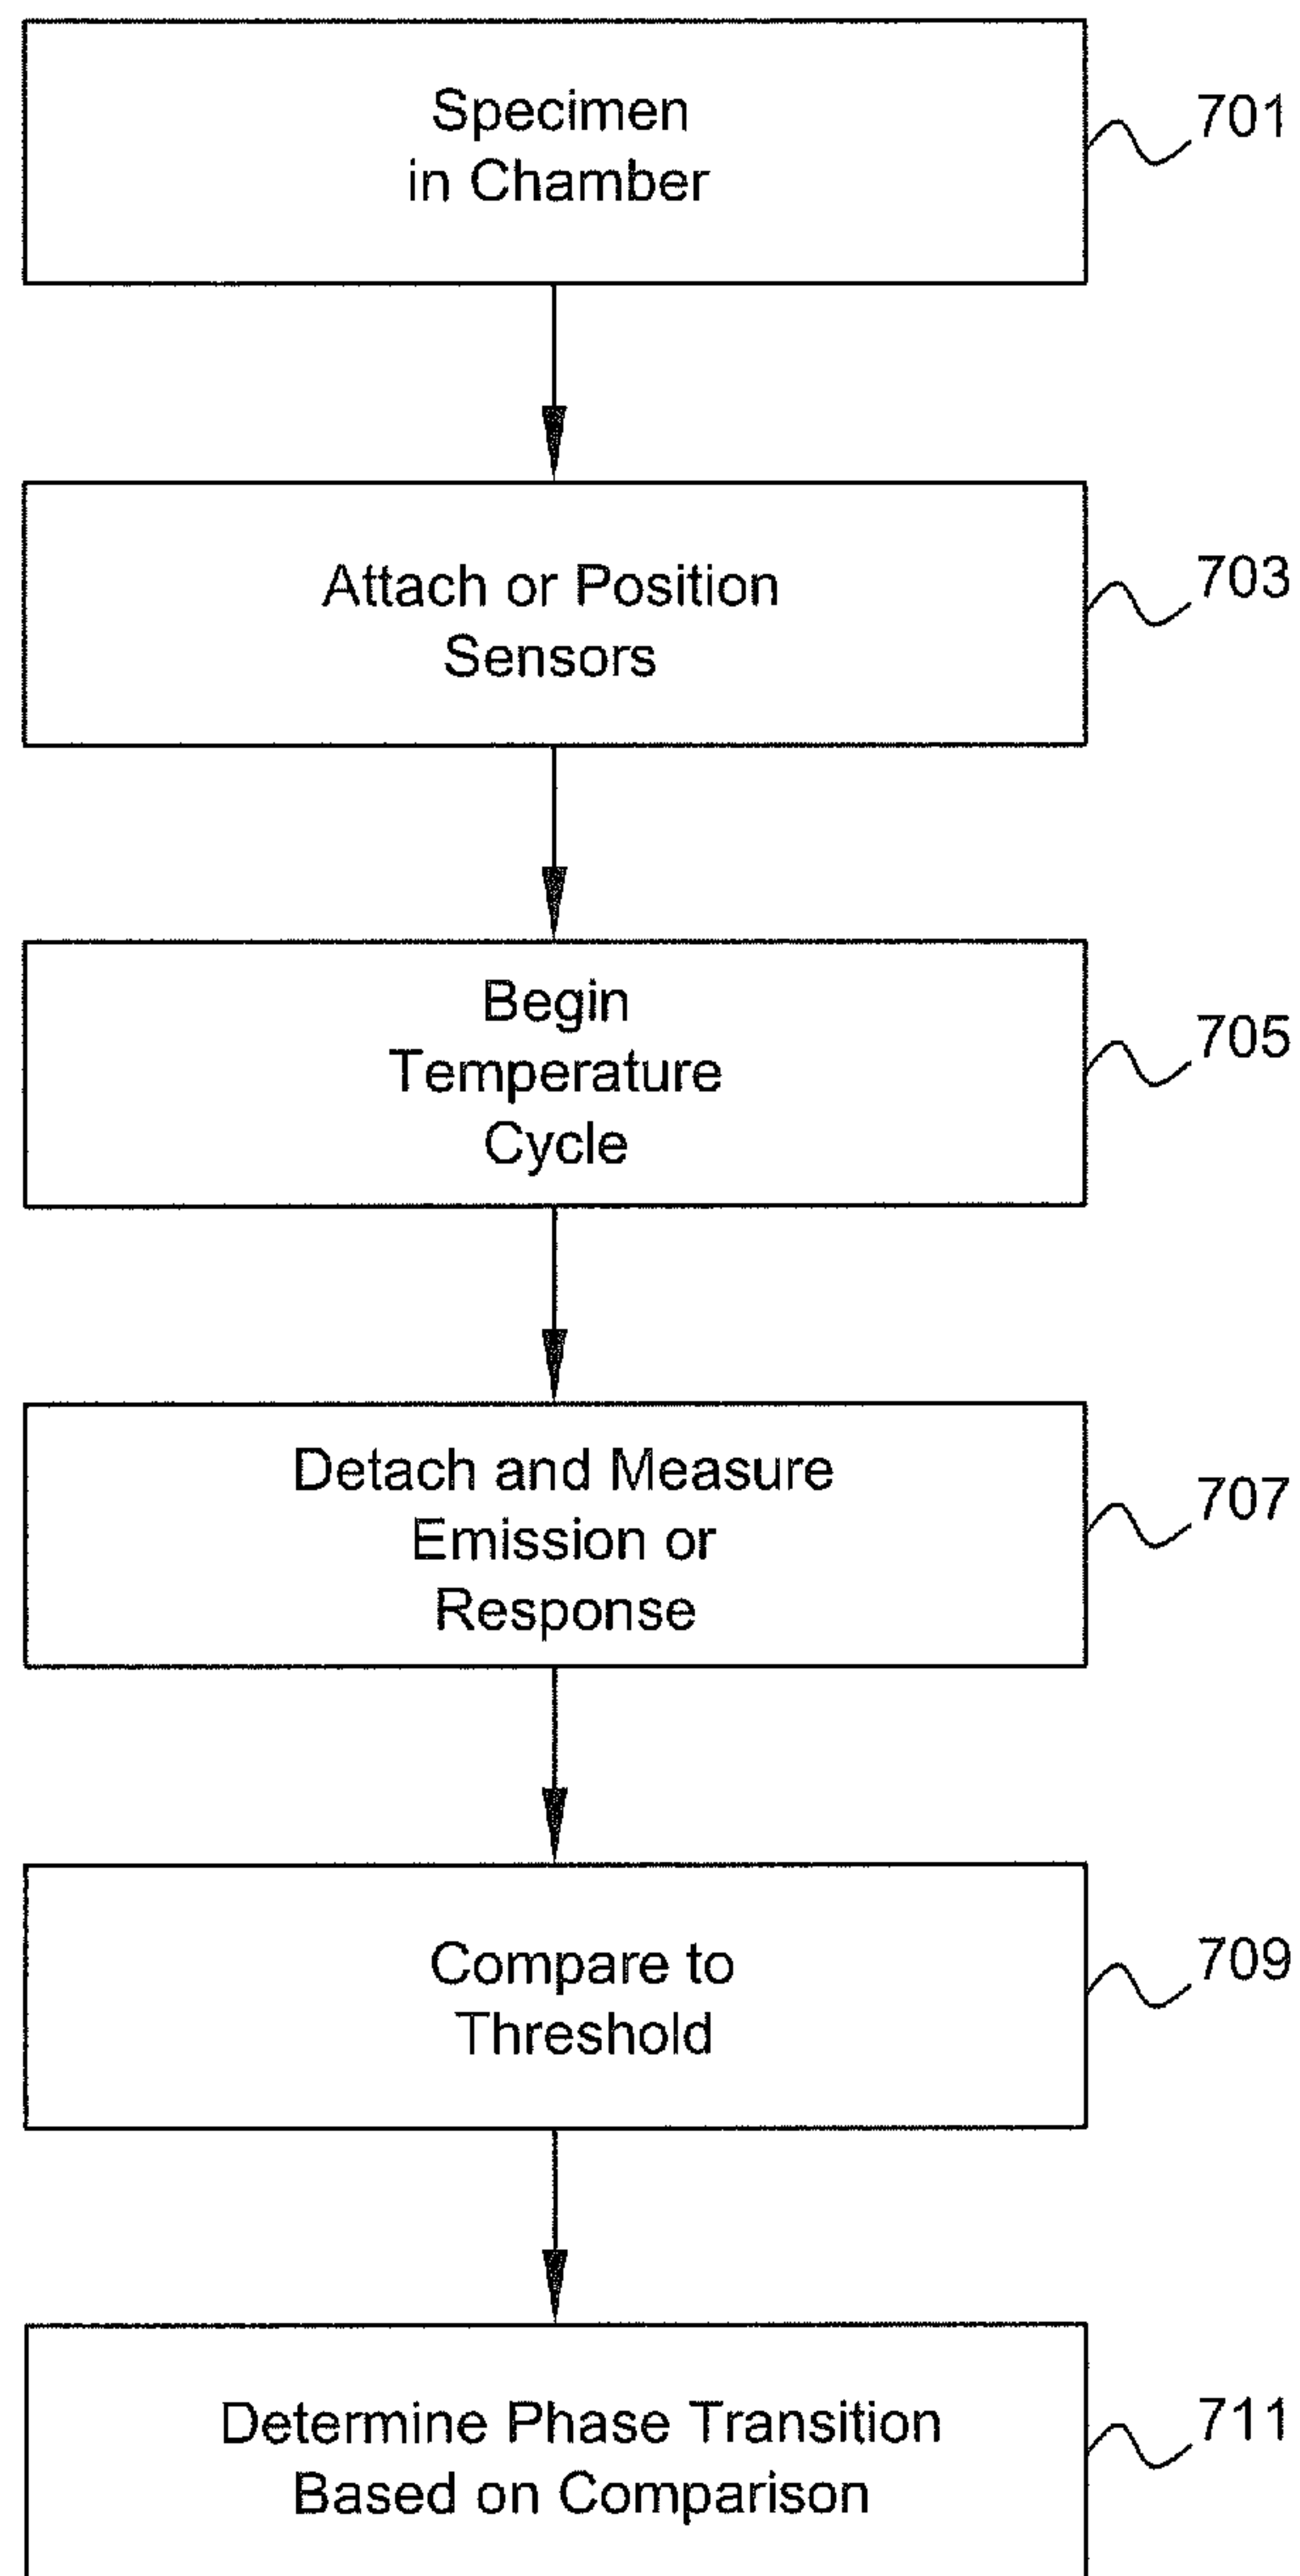 Specimen
in Chamber
701
Attach or Position
Sensors
703
Begin
Temperature
Cycle
705
Detach and Measure
Emission or
Response
707
Compare to
Threshold
709
Determine Phase Transition
Based on Comparison
711